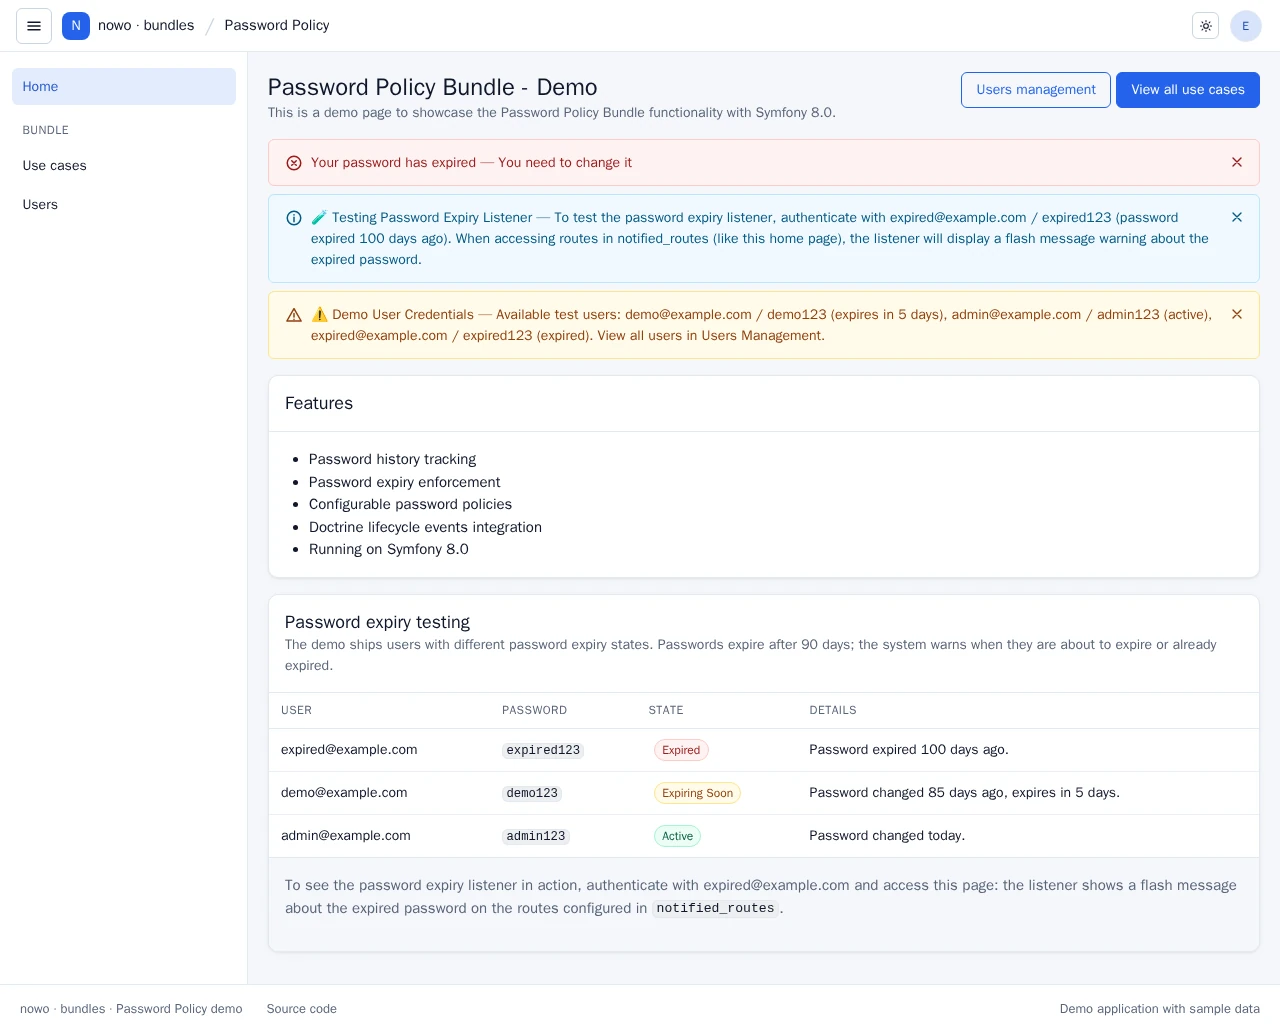 N nowo · bundles / Password Policy
E
Home
BUNDLE
Use cases
Users
Password Policy Bundle - Demo
This is a demo page to showcase the Password Policy Bundle functionality with Symfony 8.0.
Users management
View all use cases
Your password has expired — You need to change it
🧪 Testing Password Expiry Listener — To test the password expiry listener, authenticate with expired@example.com / expired123 (password
expired 100 days ago). When accessing routes in notified_routes (like this home page), the listener will display a flash message warning about the
expired password.
⚠️ Demo User Credentials — Available test users: demo@example.com / demo123 (expires in 5 days), admin@example.com / admin123 (active),
expired@example.com / expired123 (expired). View all users in Users Management.
Features
• Password history tracking
• Password expiry enforcement
• Configurable password policies
• Doctrine lifecycle events integration
• Running on Symfony 8.0
Password expiry testing
The demo ships users with different password expiry states. Passwords expire after 90 days; the system warns when they are about to expire or already
expired.
USER PASSWORD STATE DETAILS
expired@example.com expired123 Expired Password expired 100 days ago.
demo@example.com demo123 Expiring Soon Password changed 85 days ago, expires in 5 days.
admin@example.com admin123 Active Password changed today.
To see the password expiry listener in action, authenticate with expired@example.com and access this page: the listener shows a flash message
about the expired password on the routes configured in notified_routes.
nowo · bundles · Password Policy demo
Source code
Demo application with sample data